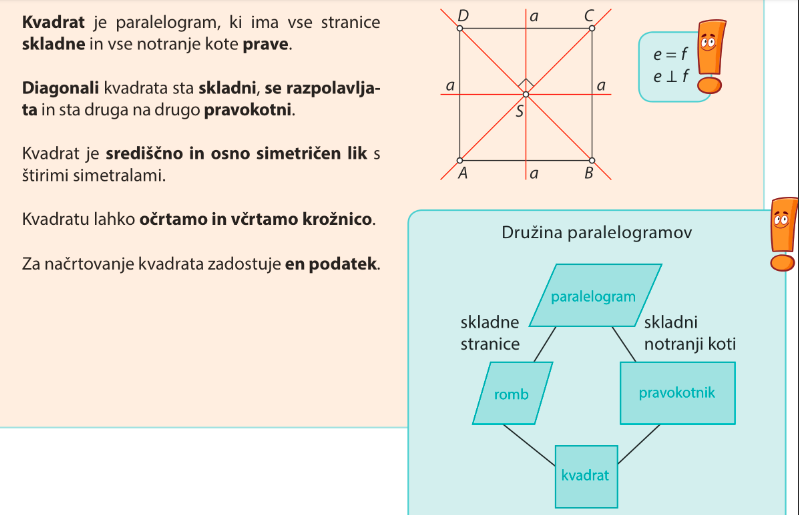 Kvadrat je paralelogram, ki ima vse stranice
skladne in vse notranje kote prave.
Diagonali kvadrata sta skladni, se razpolavlja-
ta in sta druga na drugo pravokotni.
Kvadrat je središčno in osno simetričen lik s
štirimi simetralami.
Kvadratu lahko očrtamo in včrtamo krožnico.
Za načrtovanje kvadrata zadostuje en podatek.
D a C
a a
S
A a B
e = f
e ⊥ f
Družina paralelogramov
paralelogram
skladne
stranice
skladni
notranji koti
romb
pravokotnik
kvadrat